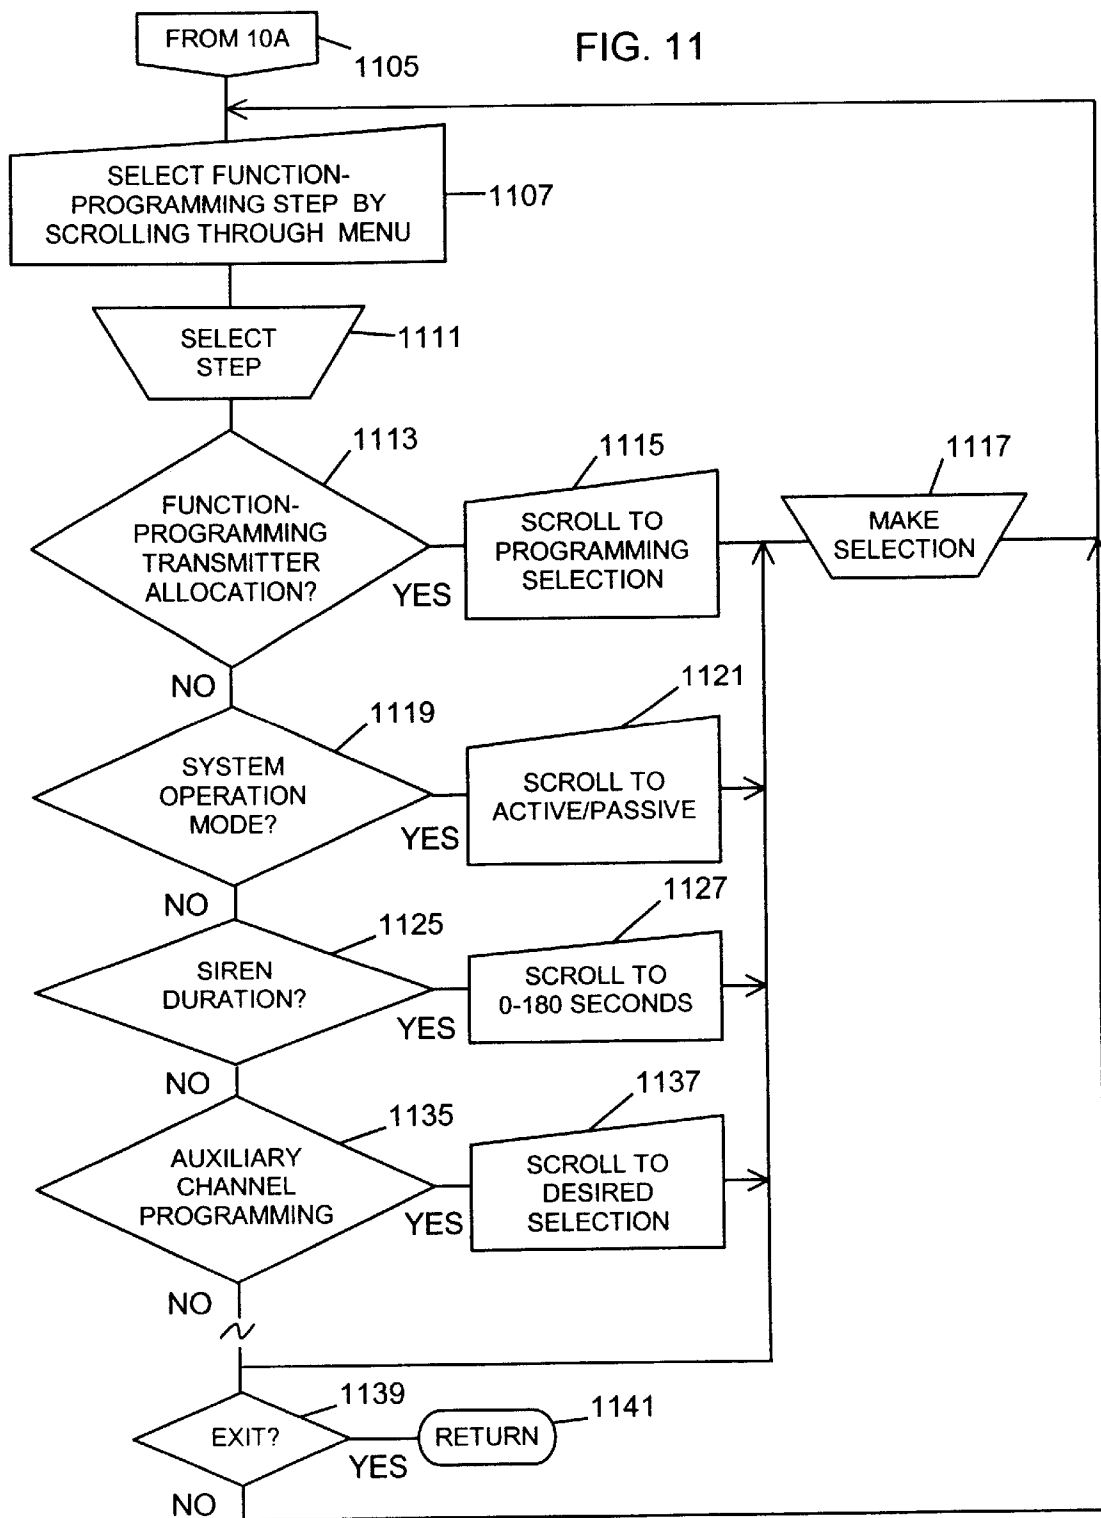 FROM 10A
FIG. 11
1105
SELECT FUNCTION-
PROGRAMMING STEP BY
SCROLLING THROUGH MENU
1107
SELECT
STEP
1111
1113
FUNCTION-
PROGRAMMING
TRANSMITTER
ALLOCATION?
YES
1115
SCROLL TO
PROGRAMMING
SELECTION
1117
MAKE
SELECTION
NO
1119
SYSTEM
OPERATION
MODE?
YES
1121
SCROLL TO
ACTIVE/PASSIVE
NO
1125
SIREN
DURATION?
YES
1127
SCROLL TO
0-180 SECONDS
NO
1135
AUXILIARY
CHANNEL
PROGRAMMING
YES
1137
SCROLL TO
DESIRED
SELECTION
NO
1139
EXIT?
YES
1141
RETURN
NO